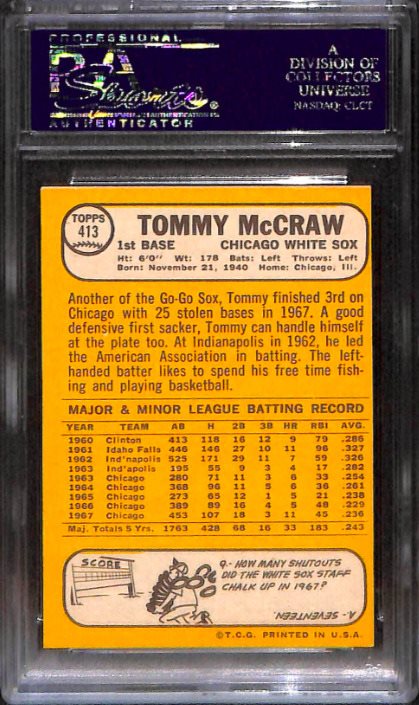 PROFESSIONAL
PSA
AUTHENTICATOR
A
DIVISION OF
COLLECTORS
UNIVERSE
NASDAQ: CLCT
TOPPS
413
TOMMY McCRAW
1st BASE CHICAGO WHITE SOX
Ht: 6'0" Wt: 178 Bats: Left Throws: Left
Born: November 21, 1940 Home: Chicago, Ill.
Another of the Go-Go Sox, Tommy finished 3rd on
Chicago with 25 stolen bases in 1967. A good
defensive first sacker, Tommy can handle himself
at the plate too. At Indianapolis in 1962, he led
the American Association in batting. The left-
handed batter likes to spend his free time fish-
ing and playing basketball.
MAJOR & MINOR LEAGUE BATTING RECORD
YEAR TEAM AB H 2B 3B HR RBI AVG.
1960 Clinton 413 118 16 12 9 79 .286
1961 Idaho Falls 446 146 27 10 11 96 .327
1962 Ind'napolis 525 171 29 11 7 59 .326
1963 Ind'apolis 195 55 9 3 4 17 .282
1963 Chicago 280 71 11 3 6 33 .254
1964 Chicago 368 96 11 5 6 36 .261
1965 Chicago 273 65 12 1 5 21 .238
1966 Chicago 389 89 16 4 5 48 .229
1967 Chicago 453 107 18 3 11 45 .236
Maj. Totals 5 Yrs. 1763 428 68 16 33 183 .243
SCORE
Q.- HOW MANY SHUTOUTS
DID THE WHITE SOX STAFF
CHALK UP IN 1967?
A.- SEVENTEEN.
©T.C.G. PRINTED IN U.S.A.